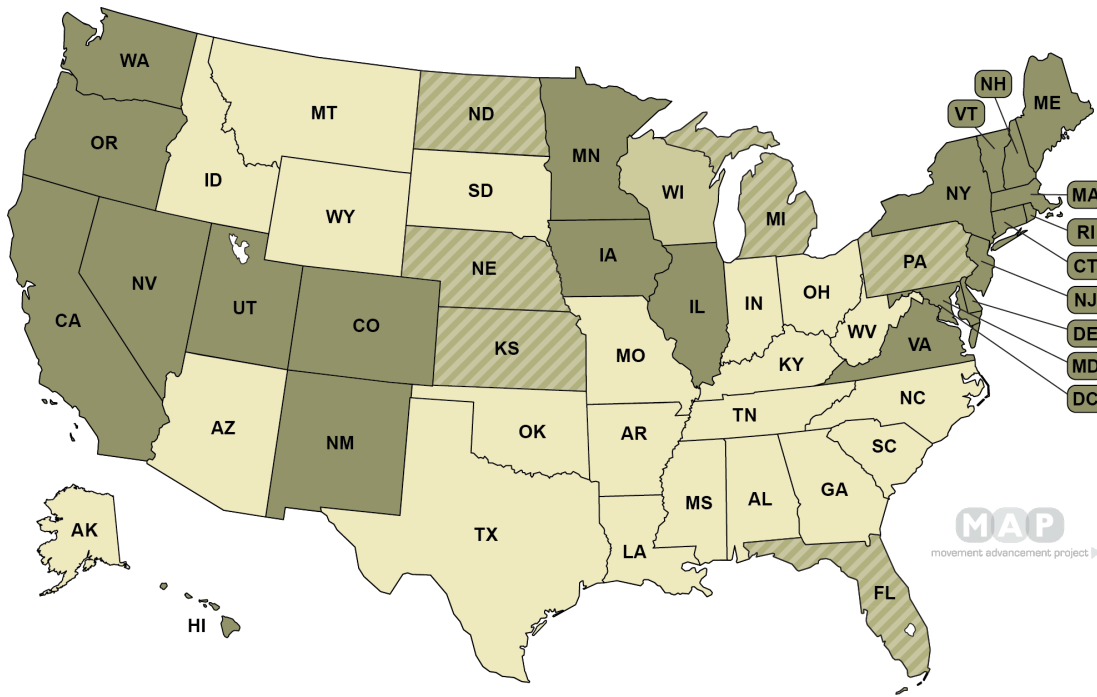 WA
OR
CA
NV
ID
MT
WY
UT
CO
AZ
NM
ND
SD
NE
KS
OK
TX
MN
IA
MO
AR
LA
WI
IL
MI
IN
OH
KY
TN
MS
AL
GA
FL
SC
NC
VA
WV
PA
NY
VT
NH
ME
MA
RI
CT
NJ
DE
MD
DC
AK
HI
MAP
movement advancement project